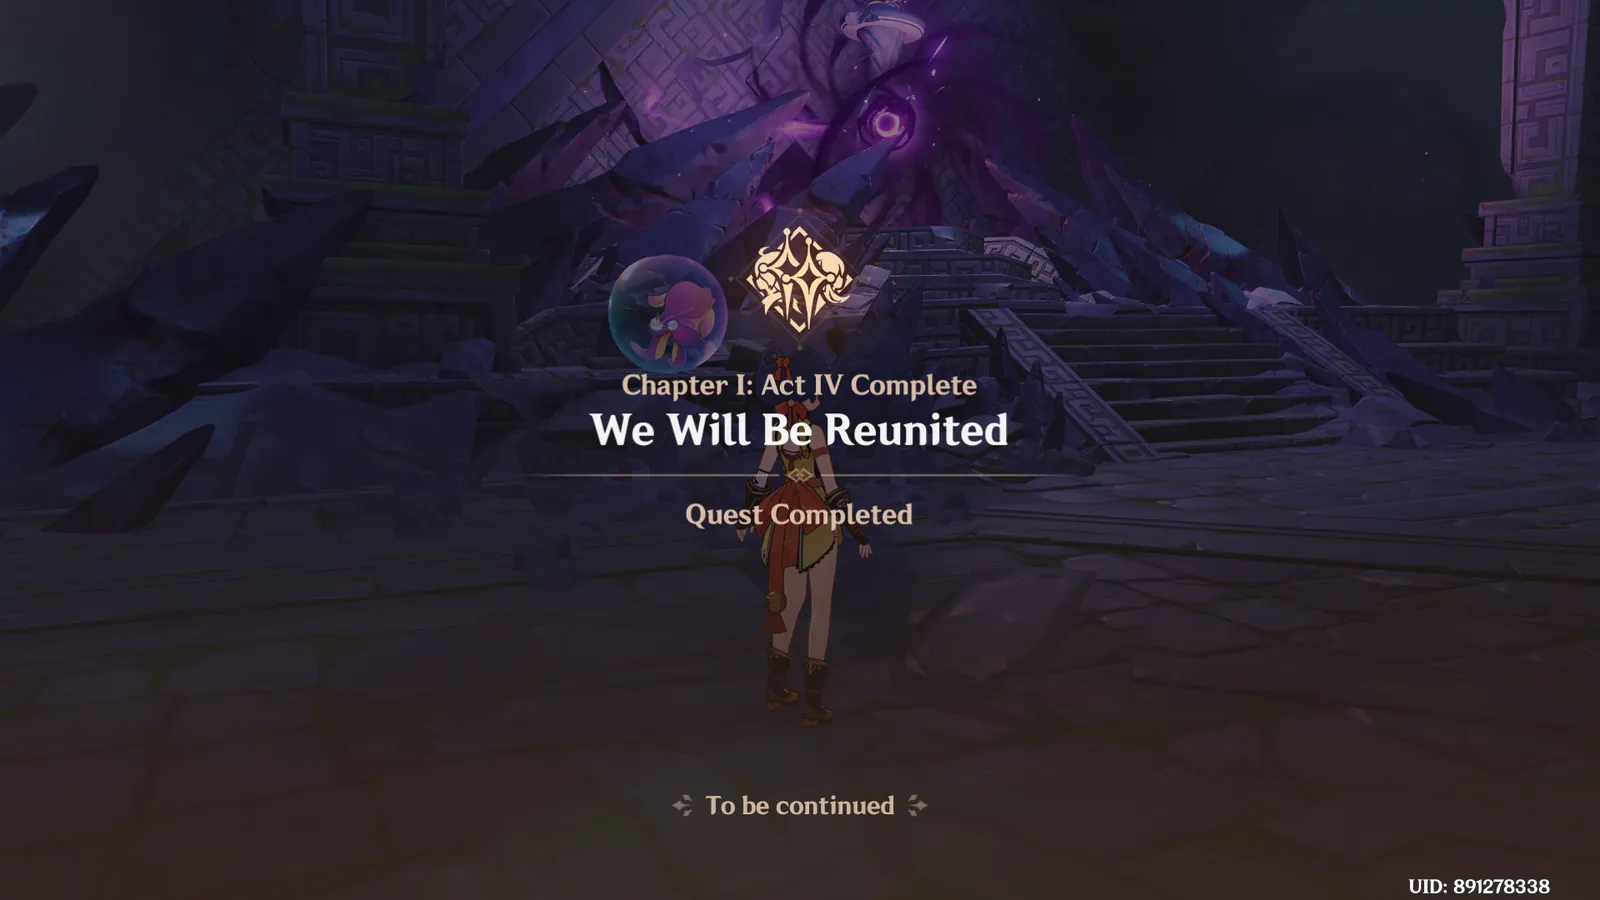 Chapter I: Act IV Complete
We Will Be Reunited
Quest Completed
To be continued
UID: 891278338